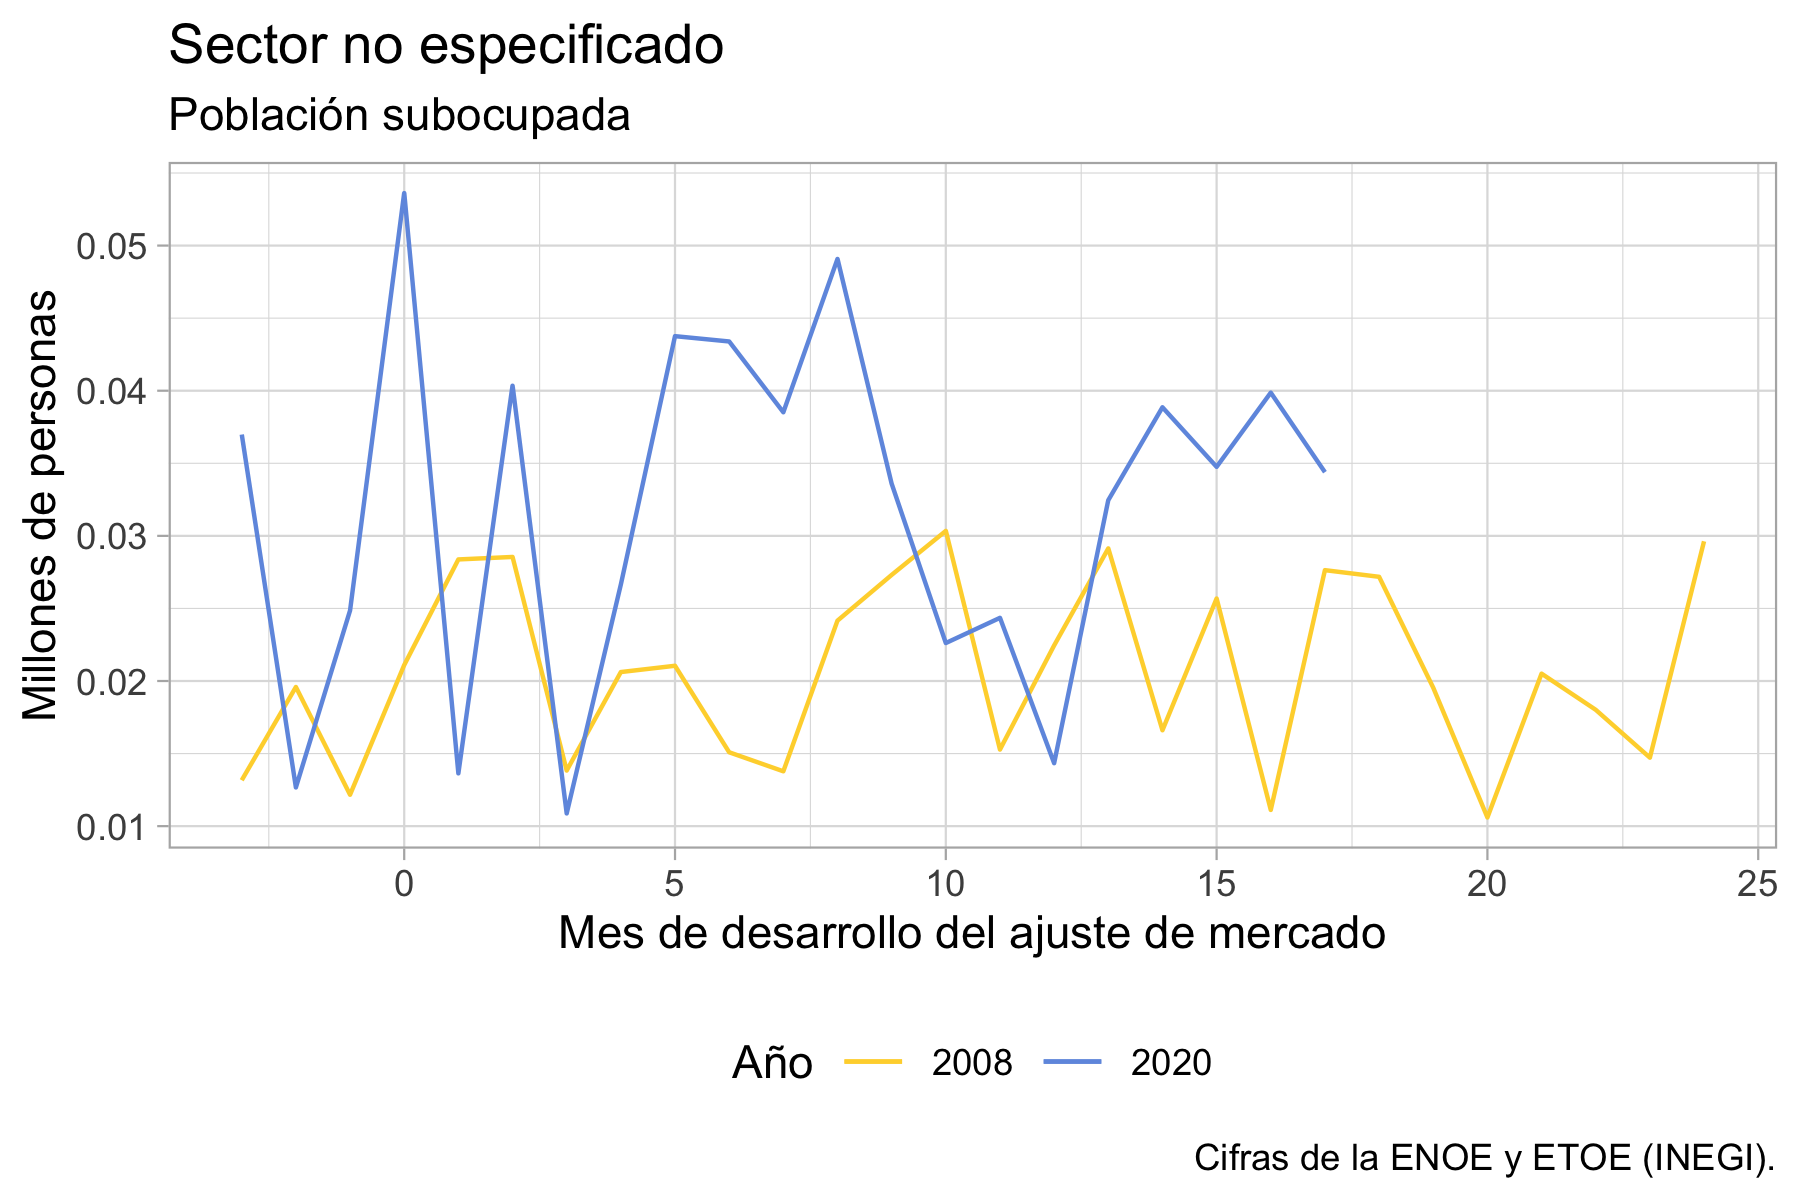 Sector no especificado
Población subocupada
Millones de personas
0.05
0.04
0.03
0.02
0.01
0 5 10 15 20 25
Mes de desarrollo del ajuste de mercado
Año 2008 2020
Cifras de la ENOE y ETOE (INEGI).